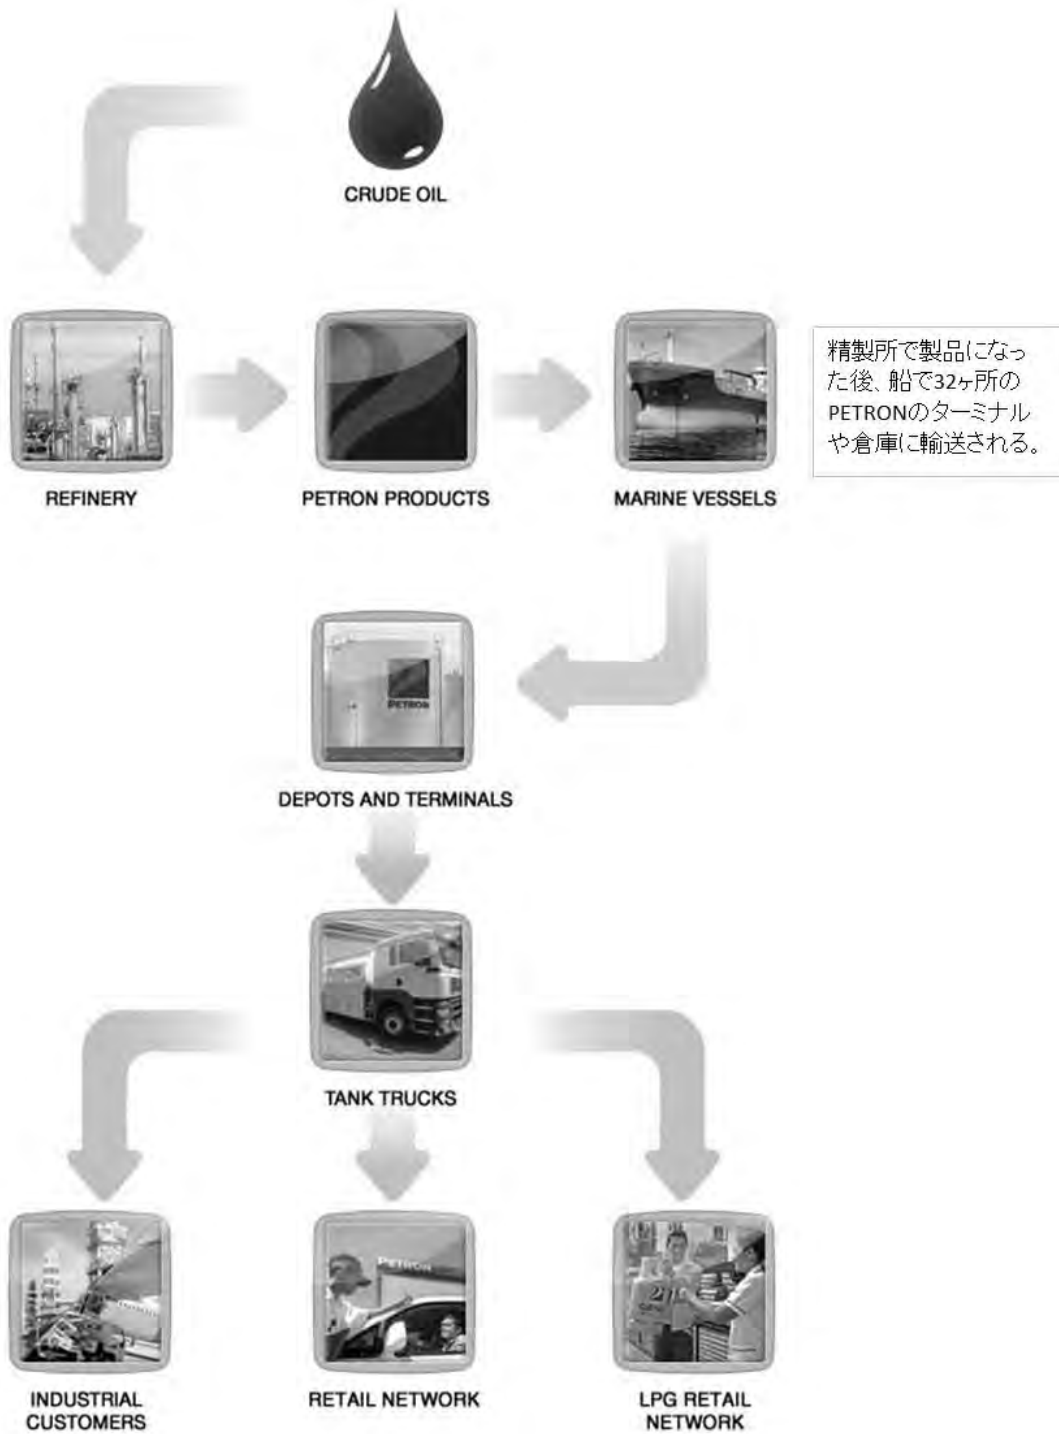 CRUDE OIL
精製所で製品になっ
た後、船で32ヶ所の
PETRONのターミナル
や倉庫に輸送される。
REFINERY
PETRON PRODUCTS
MARINE VESSELS
PETRON
DEPOTS AND TERMINALS
TANK TRUCKS
PETRON
INDUSTRIAL
CUSTOMERS
RETAIL NETWORK
LPG RETAIL
NETWORK